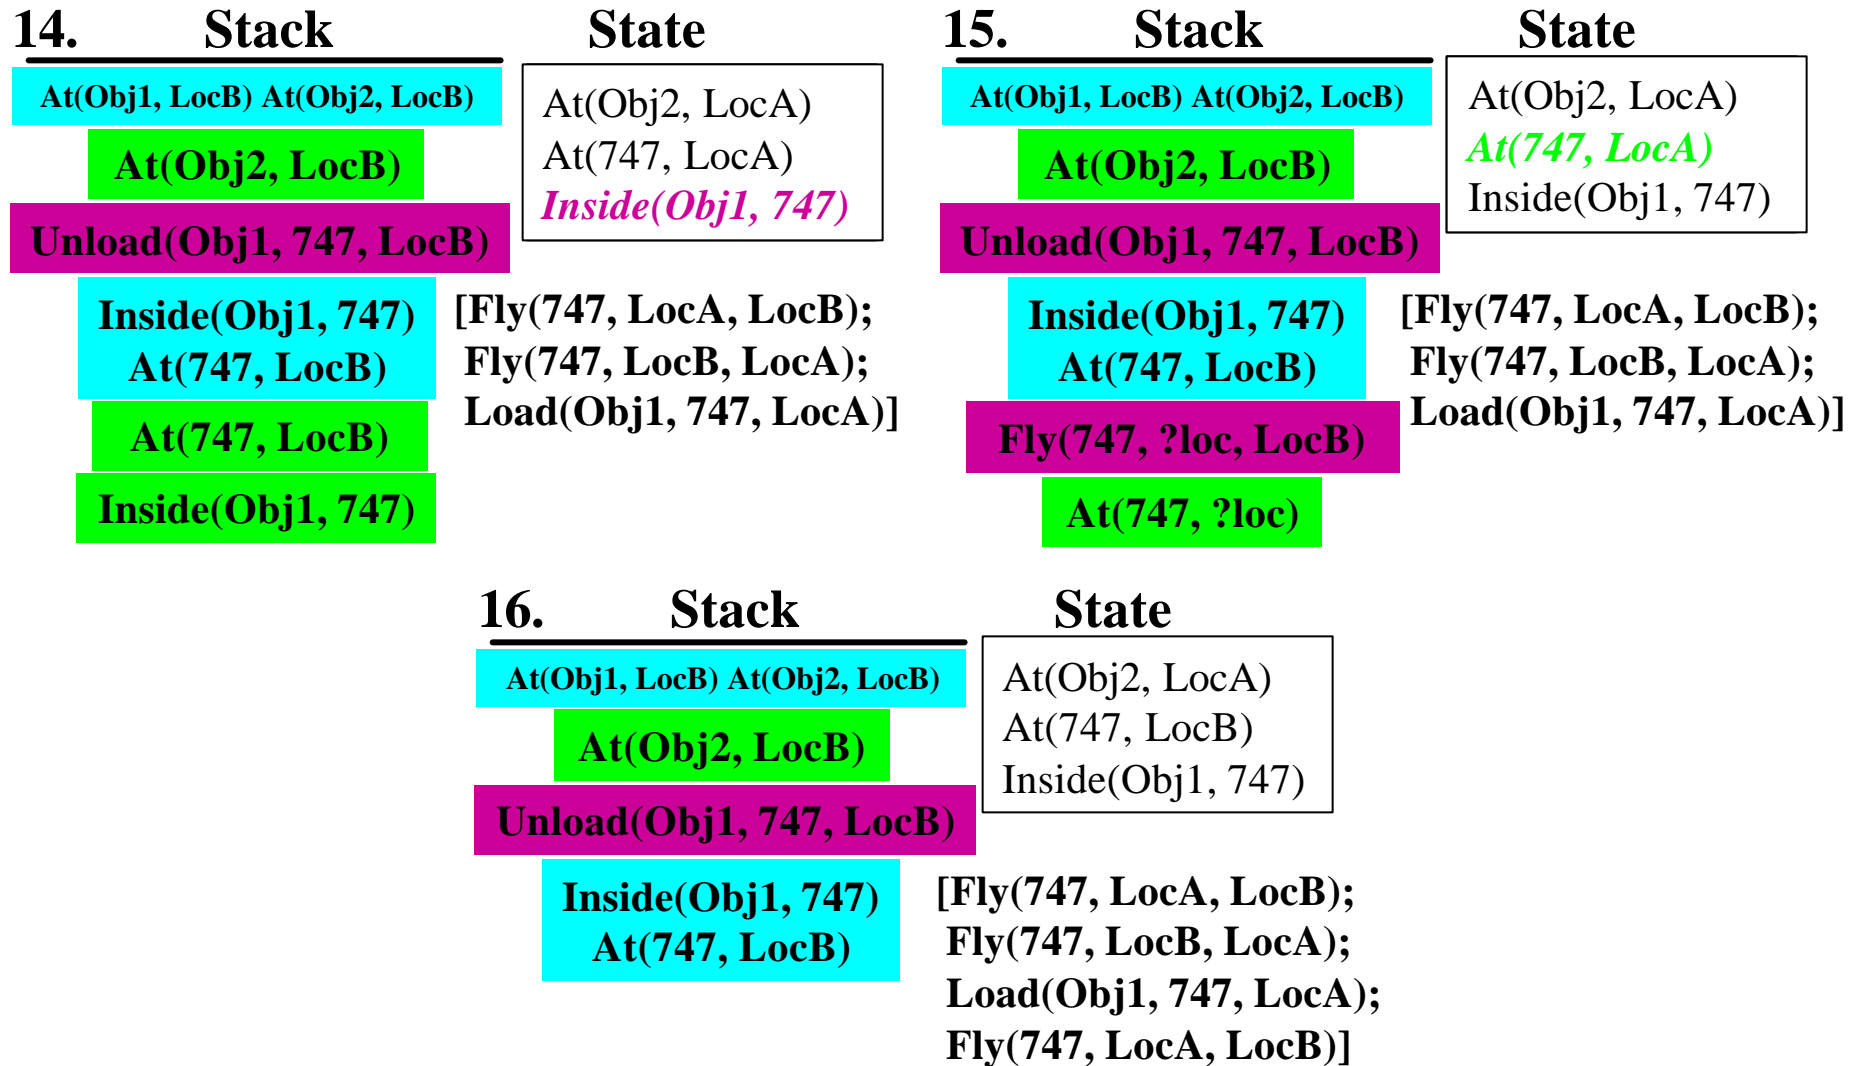 14. Stack State
At(Obj1, LocB) At(Obj2, LocB)
At(Obj2, LocB)
Unload(Obj1, 747, LocB)
Inside(Obj1, 747)
At(747, LocB)
At(747, LocB)
Inside(Obj1, 747)
At(Obj2, LocA)
At(747, LocA)
Inside(Obj1, 747)
[Fly(747, LocA, LocB);
Fly(747, LocB, LocA);
Load(Obj1, 747, LocA)]
15. Stack State
At(Obj1, LocB) At(Obj2, LocB)
At(Obj2, LocB)
Unload(Obj1, 747, LocB)
Inside(Obj1, 747)
At(747, LocB)
Fly(747, ?loc, LocB)
At(747, ?loc)
At(Obj2, LocA)
At(747, LocA)
Inside(Obj1, 747)
[Fly(747, LocA, LocB);
Fly(747, LocB, LocA);
Load(Obj1, 747, LocA)]
16. Stack State
At(Obj1, LocB) At(Obj2, LocB)
At(Obj2, LocB)
Unload(Obj1, 747, LocB)
Inside(Obj1, 747)
At(747, LocB)
At(Obj2, LocA)
At(747, LocB)
Inside(Obj1, 747)
[Fly(747, LocA, LocB);
Fly(747, LocB, LocA);
Load(Obj1, 747, LocA);
Fly(747, LocA, LocB)]